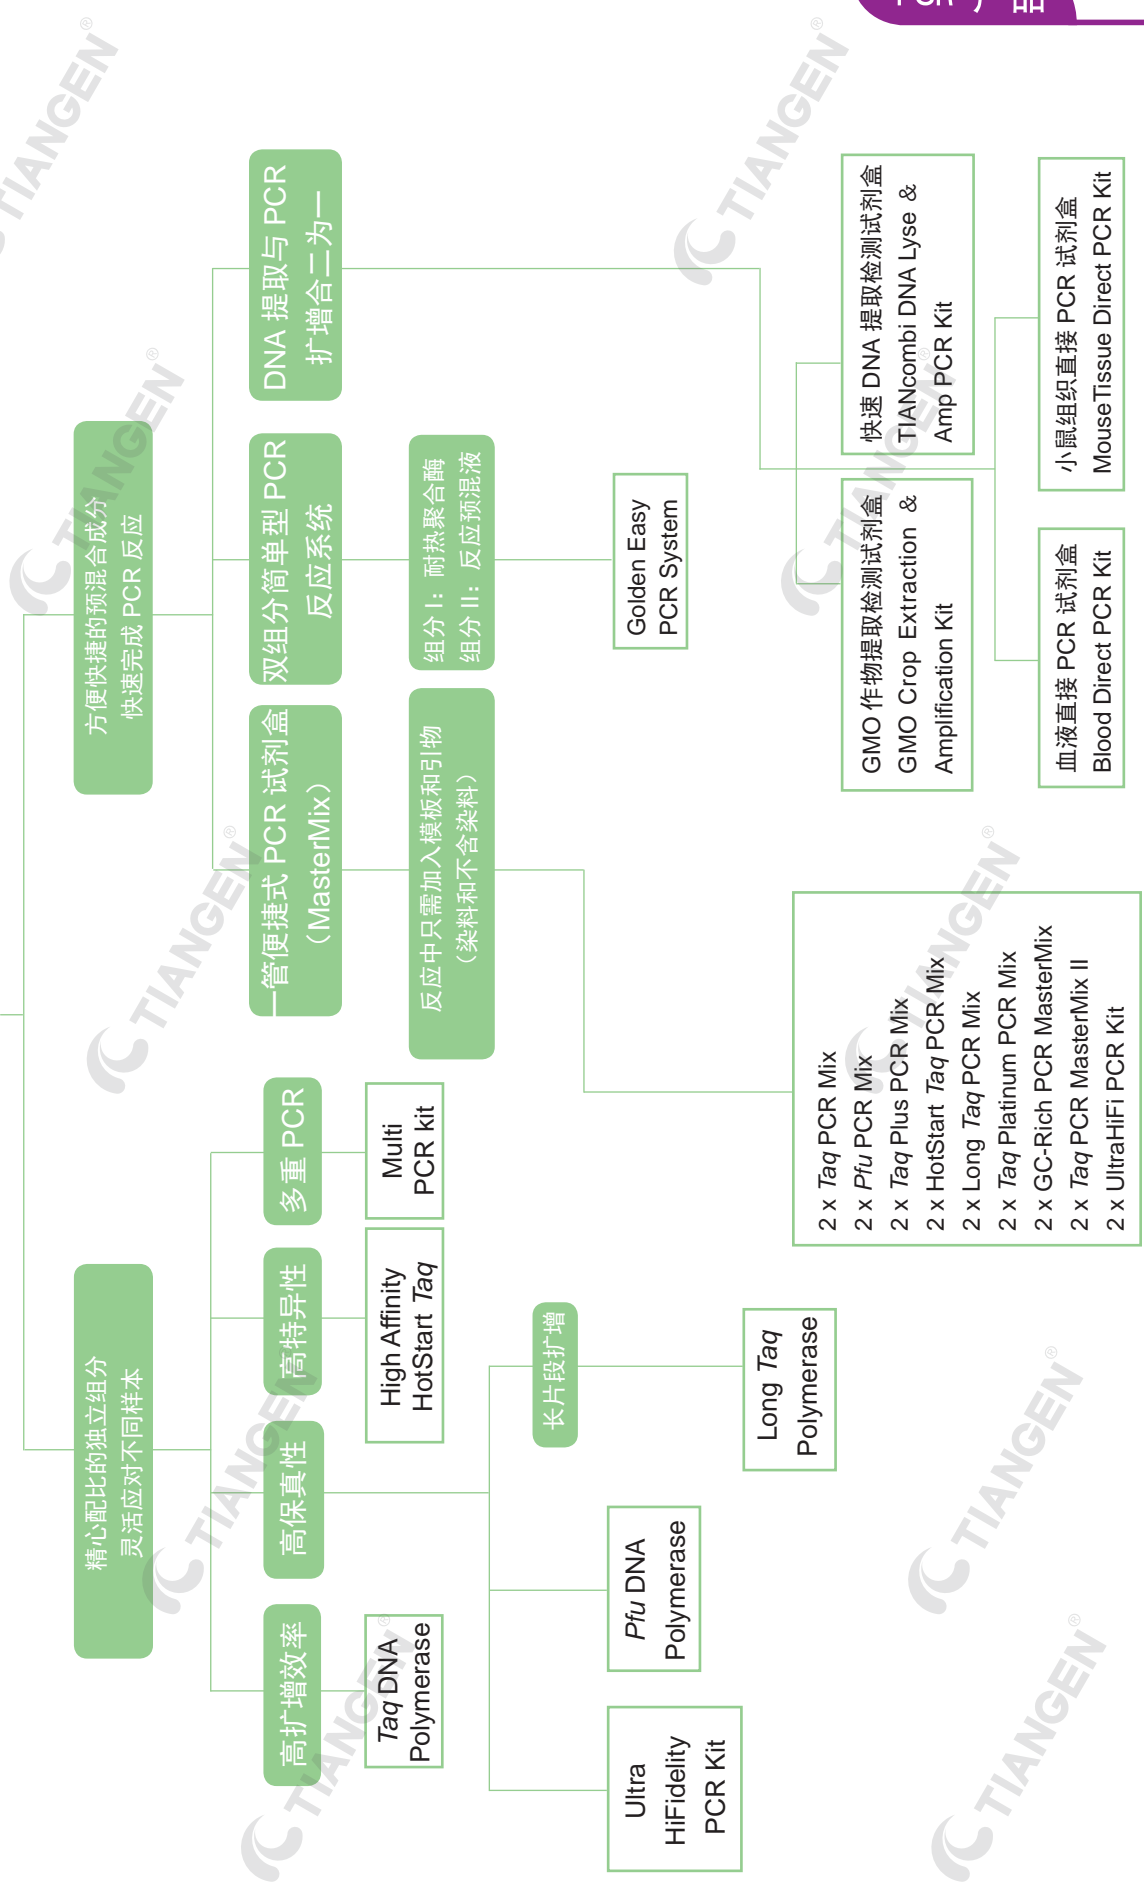 PCR 产品
精心配比的独立组分
灵活应对不同样本
方便快捷的预混合成分
快速完成 PCR 反应
高扩增效率
高保真性
高特异性
多重 PCR
一管便捷式 PCR 试剂盒
（MasterMix）
双组分简单型 PCR
反应系统
DNA 提取与 PCR
扩增合二为一
Taq DNA
Polymerase
High Affinity
HotStart Taq
Multi
PCR kit
反应中只需加入模板和引物
（染料和不含染料）
组分 I： 耐热聚合酶
组分 II： 反应预混液
长片段扩增
Golden Easy
PCR System
Ultra
HiFidelity
PCR Kit
Pfu DNA
Polymerase
Long Taq
Polymerase
2 x Taq PCR Mix
2 x Pfu PCR Mix
2 x Taq Plus PCR Mix
2 x HotStart Taq PCR Mix
2 x Long Taq PCR Mix
2 x Taq Platinum PCR Mix
2 x GC-Rich PCR MasterMix
2 x Taq PCR MasterMix II
2 x UltraHiFi PCR Kit
GMO 作物提取检测试剂盒
GMO Crop Extraction &
Amplification Kit
快速 DNA 提取检测试剂盒
TIANcombi DNA Lyse &
Amp PCR Kit
血液直接 PCR 试剂盒
Blood Direct PCR Kit
小鼠组织直接 PCR 试剂盒
MouseTissue Direct PCR Kit
TIANGEN®
TIANGEN®
TIANGEN®
TIANGEN®
TIANGEN®
TIANGEN®
TIANGEN®
TIANGEN®
TIANGEN®
TIANGEN®